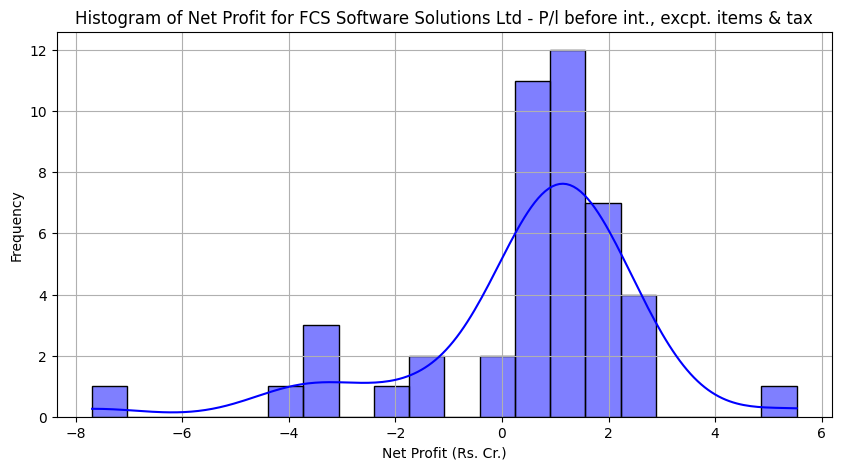 Histogram of Net Profit for FCS Software Solutions Ltd - P/l before int., excpt. items & tax
12
10
8
6
4
2
0
Frequency
−8 −6 −4 −2 0 2 4 6
Net Profit (Rs. Cr.)